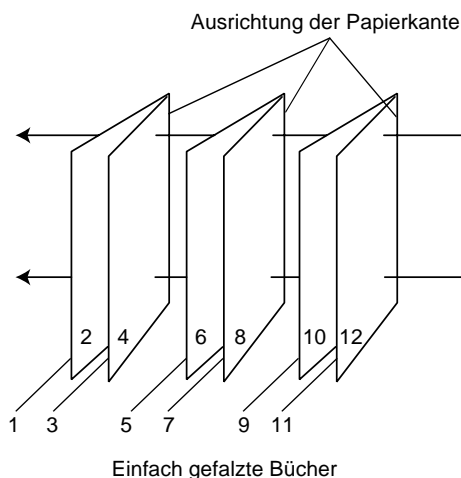 Ausrichtung der Papierkante
2 4 6 8 10 12
1 3 5 7 9 11
Einfach gefalzte Bücher